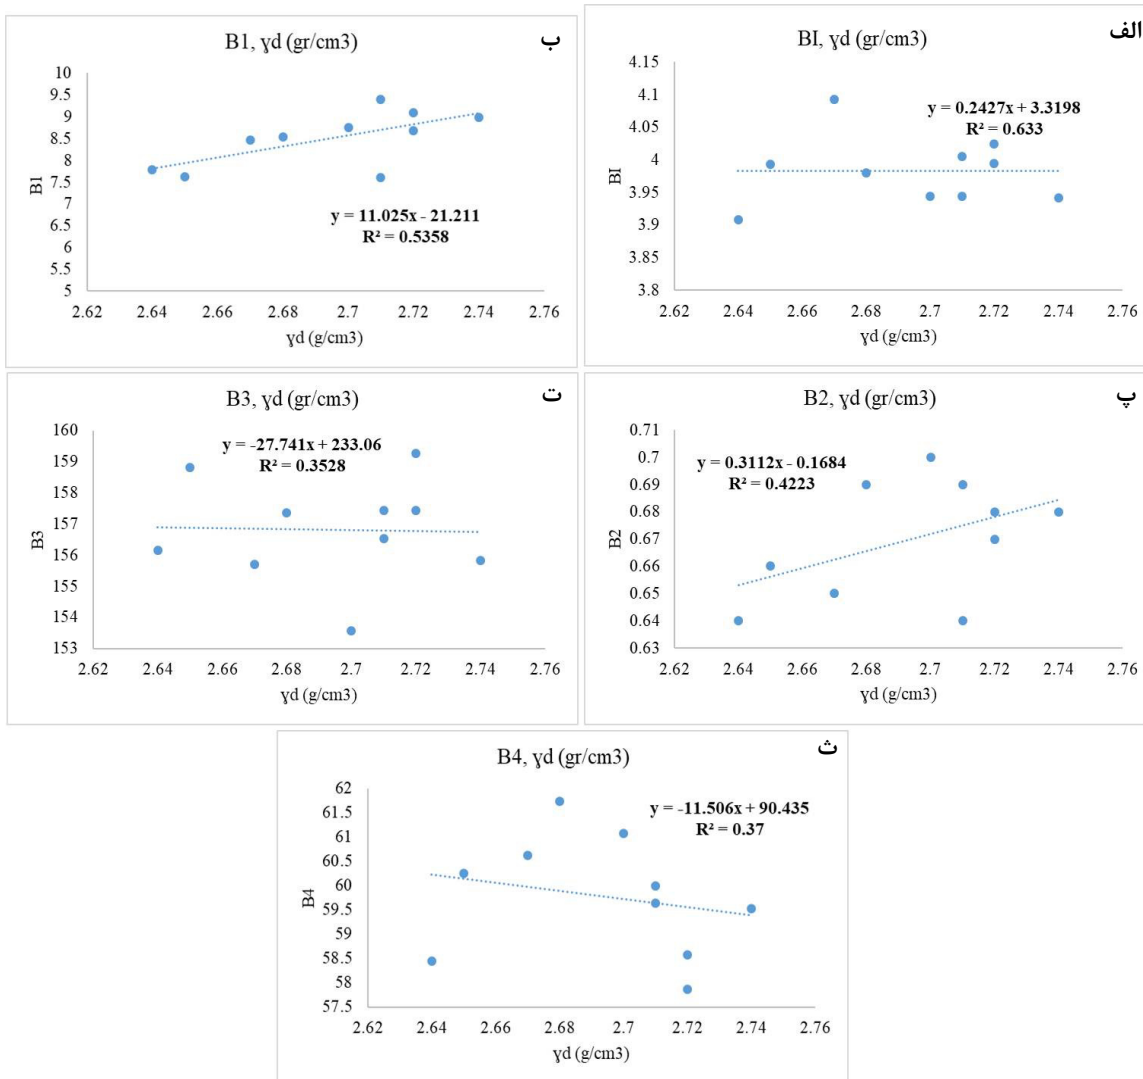 الف
BI, ɣd (gr/cm3)
y = 0.2427x + 3.3198
R² = 0.633
4.15
4.1
4.05
4
3.95
3.9
3.85
3.8
BI
2.62 2.64 2.66 2.68 2.7 2.72 2.74 2.76
ɣd (g/cm3)
ب
B1, ɣd (gr/cm3)
10
9.5
9
8.5
8
7.5
7
6.5
6
5.5
5
B1
y = 11.025x - 21.211
R² = 0.5358
2.62 2.64 2.66 2.68 2.7 2.72 2.74 2.76
ɣd (g/cm3)
پ
B2, ɣd (gr/cm3)
y = 0.3112x - 0.1684
R² = 0.4223
0.71
0.7
0.69
0.68
0.67
0.66
0.65
0.64
0.63
B2
2.62 2.64 2.66 2.68 2.7 2.72 2.74 2.76
ɣd (g/cm3)
ت
B3, ɣd (gr/cm3)
y = -27.741x + 233.06
R² = 0.3528
160
159
158
157
156
155
154
153
B3
2.62 2.64 2.66 2.68 2.7 2.72 2.74 2.76
ɣd (g/cm3)
ث
B4, ɣd (gr/cm3)
y = -11.506x + 90.435
R² = 0.37
62
61.5
61
60.5
60
59.5
59
58.5
58
57.5
B4
2.62 2.64 2.66 2.68 2.7 2.72 2.74 2.76
ɣd (g/cm3)